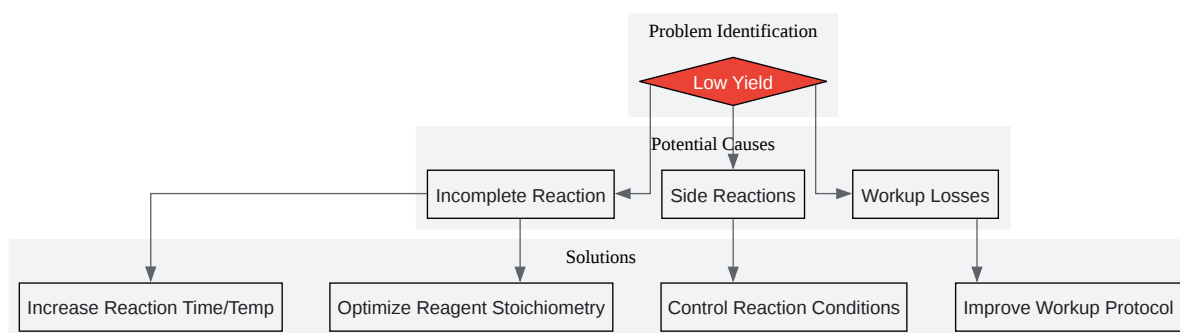 Problem Identification
Low Yield
Potential Causes
Incomplete Reaction
Side Reactions
Workup Losses
Solutions
Increase Reaction Time/Temp
Optimize Reagent Stoichiometry
Control Reaction Conditions
Improve Workup Protocol